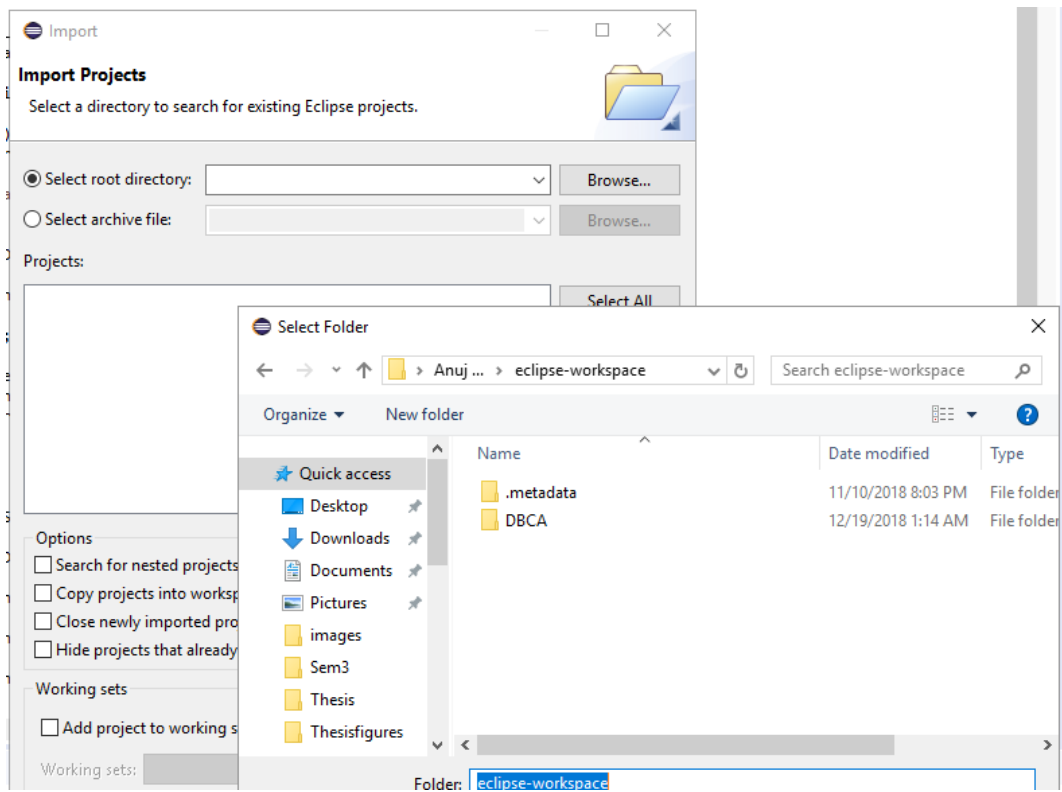 Import
Import Projects
Select a directory to search for existing Eclipse projects.
Select root directory:
Browse...
Select archive file:
Browse...
Projects:
Select All
Select Folder
Anuj ... › eclipse-workspace
Search eclipse-workspace
Organize
New folder
Name
Date modified
Type
Quick access
.metadata
11/10/2018 8:03 PM
File folder
Desktop
DBCA
12/19/2018 1:14 AM
File folder
Downloads
Documents
Pictures
images
Sem3
Thesis
Thesisfigures
Options
Search for nested projects
Copy projects into worksp
Close newly imported pro
Hide projects that already
Working sets
Add project to working s
Working sets:
Folder: eclipse-workspace